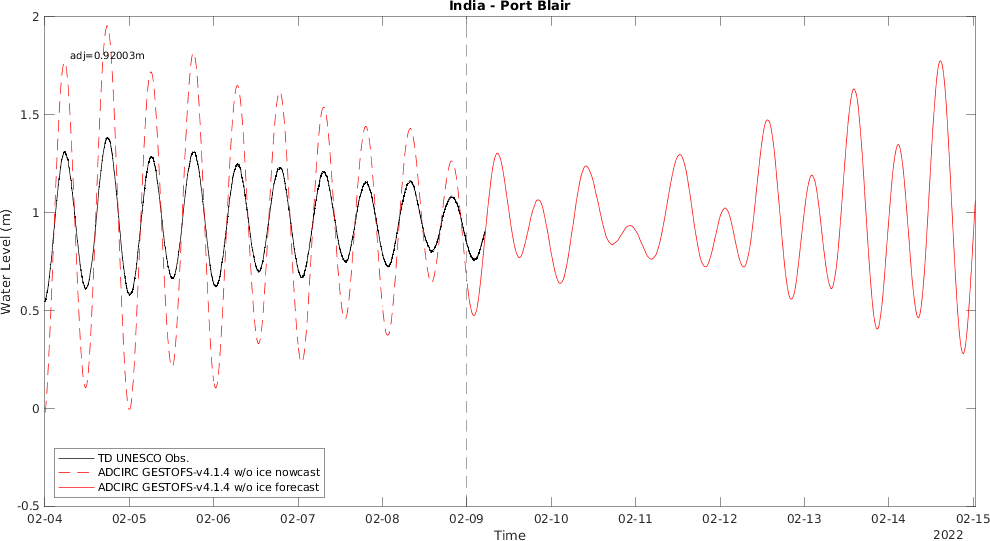 India - Port Blair
adj=0.92003m
Water Level (m)
2
1.5
1
0.5
0
-0.5
TD UNESCO Obs.
ADCIRC GESTOFS-v4.1.4 w/o ice nowcast
ADCIRC GESTOFS-v4.1.4 w/o ice forecast
02-04 02-05 02-06 02-07 02-08 02-09 02-10 02-11 02-12 02-13 02-14 02-15
Time
2022